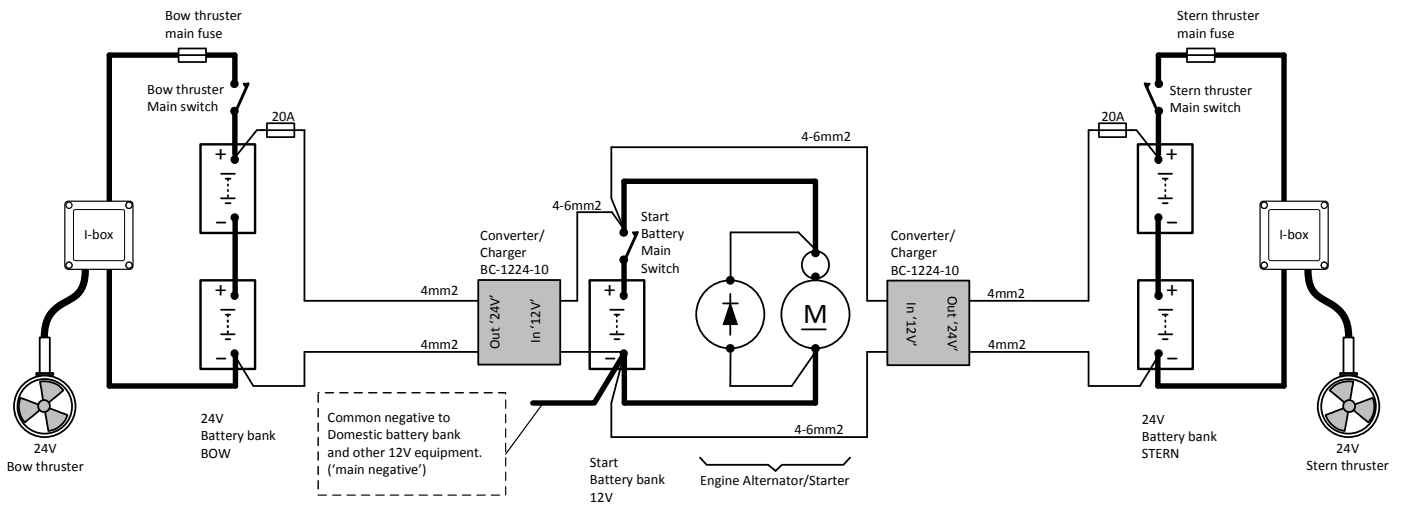 Bow thruster
main fuse
Bow thruster
Main switch
20A
+
−
I-box
+
−
24V
Bow thruster
24V
Battery bank
BOW
4mm2
4mm2
Converter/
Charger
BC-1224-10
Out ‘24V’
In ‘12V’
Common negative to
Domestic battery bank
and other 12V equipment.
(‘main negative’)
4-6mm2
4-6mm2
Start
Battery
Main
Switch
+
−
M
Start
Battery bank
12V
Engine Alternator/Starter
4-6mm2
Converter/
Charger
BC-1224-10
In ‘12V’
Out ‘24V’
4mm2
4mm2
Stern thruster
main fuse
Stern thruster
Main switch
20A
+
−
I-box
+
−
24V
Battery bank
STERN
24V
Stern thruster